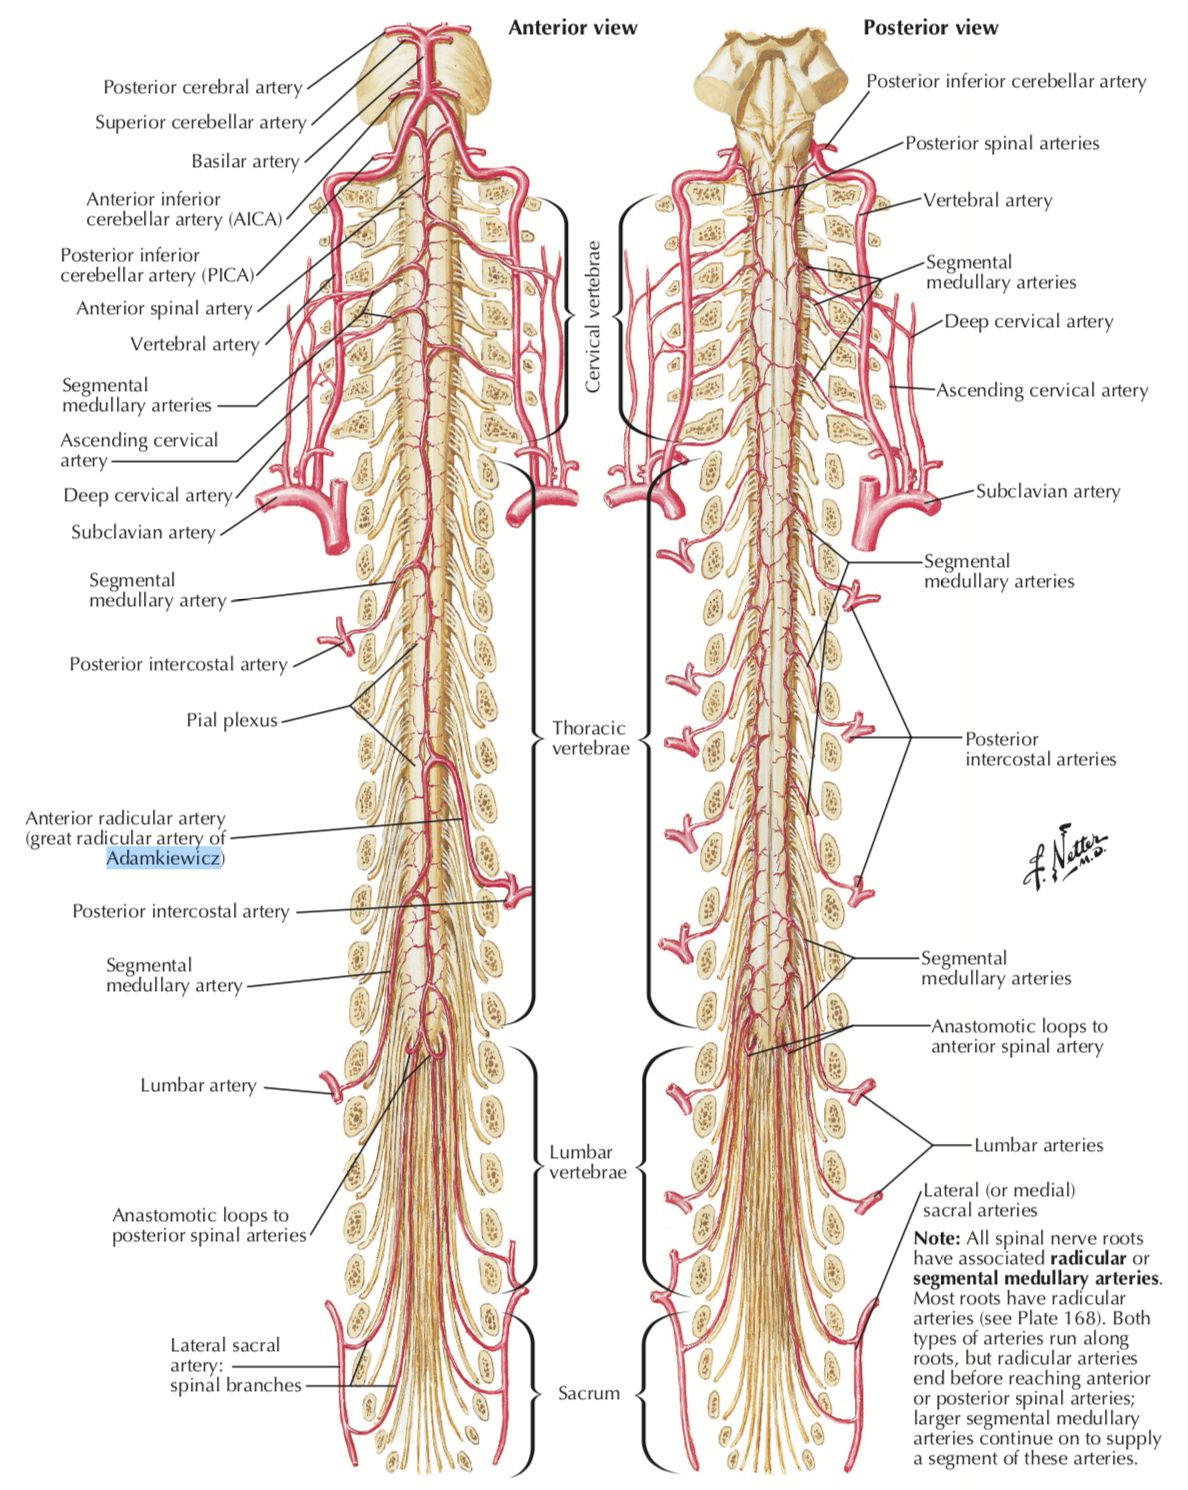 Anterior view
Posterior cerebral artery
Superior cerebellar artery
Basilar artery
Anterior inferior
cerebellar artery (AICA)
Posterior inferior
cerebellar artery (PICA)
Anterior spinal artery
Vertebral artery
Segmental
medullary arteries
Ascending cervical
artery
Deep cervical artery
Subclavian artery
Segmental
medullary artery
Posterior intercostal artery
Pial plexus
Anterior radicular artery
(great radicular artery of
Adamkiewicz)
Posterior intercostal artery
Segmental
medullary artery
Lumbar artery
Anastomotic loops to
posterior spinal arteries
Lateral sacral
artery:
spinal branches
Cervical vertebrae
Thoracic
vertebrae
Lumbar
vertebrae
Sacrum
Posterior view
Posterior inferior cerebellar artery
Posterior spinal arteries
Vertebral artery
Segmental
medullary arteries
Deep cervical artery
Ascending cervical artery
Subclavian artery
Segmental
medullary arteries
Posterior
intercostal arteries
F. Netter
M.D.
Segmental
medullary arteries
Anastomotic loops to
anterior spinal artery
Lumbar arteries
Lateral (or medial)
sacral arteries
Note: All spinal nerve roots
have associated radicular or
segmental medullary arteries.
Most roots have radicular
arteries (see Plate 168). Both
types of arteries run along
roots, but radicular arteries
end before reaching anterior
or posterior spinal arteries;
larger segmental medullary
arteries continue on to supply
a segment of these arteries.